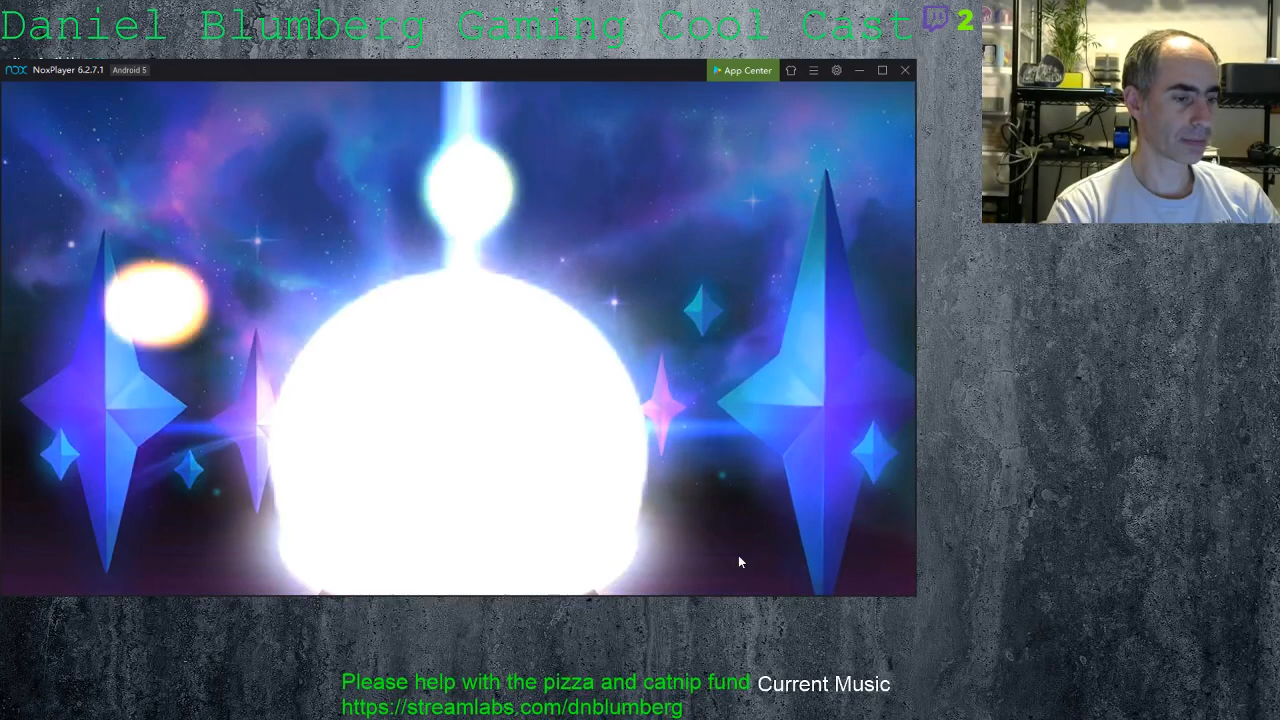 Daniel Blumberg Gaming Cool Cast
2
nox NoxPlayer 6.2.7.1 Android 5
App Center
Please help with the pizza and catnip fund
https://streamlabs.com/dnblumberg
Current Music